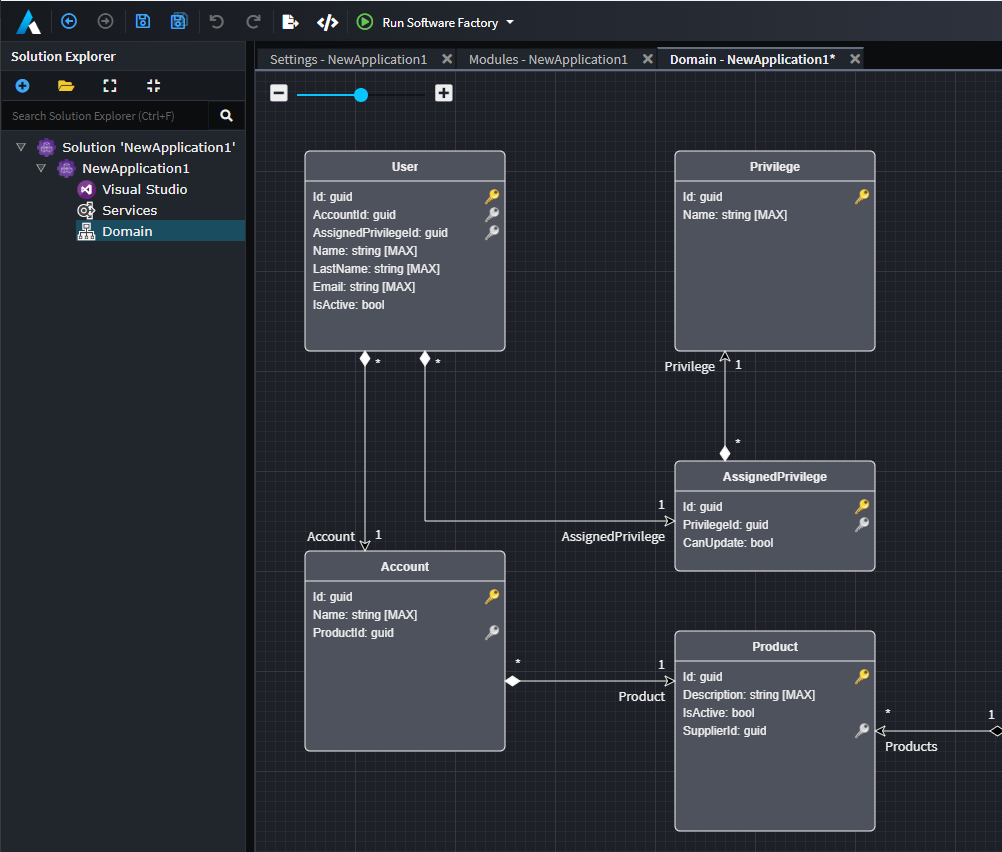 Run Software Factory
Solution Explorer
Search Solution Explorer (Ctrl+F)
Solution 'NewApplication1'
NewApplication1
Visual Studio
Services
Domain
Settings - NewApplication1
Modules - NewApplication1
Domain - NewApplication1*
User
Id: guid
AccountId: guid
AssignedPrivilegeId: guid
Name: string [MAX]
LastName: string [MAX]
Email: string [MAX]
IsActive: bool
Privilege
Id: guid
Name: string [MAX]
*
*
Privilege
1
*
AssignedPrivilege
Id: guid
PrivilegeId: guid
CanUpdate: bool
1
AssignedPrivilege
Account
1
Account
Id: guid
Name: string [MAX]
ProductId: guid
*
1
Product
Product
Id: guid
Description: string [MAX]
IsActive: bool
SupplierId: guid
*
1
Products